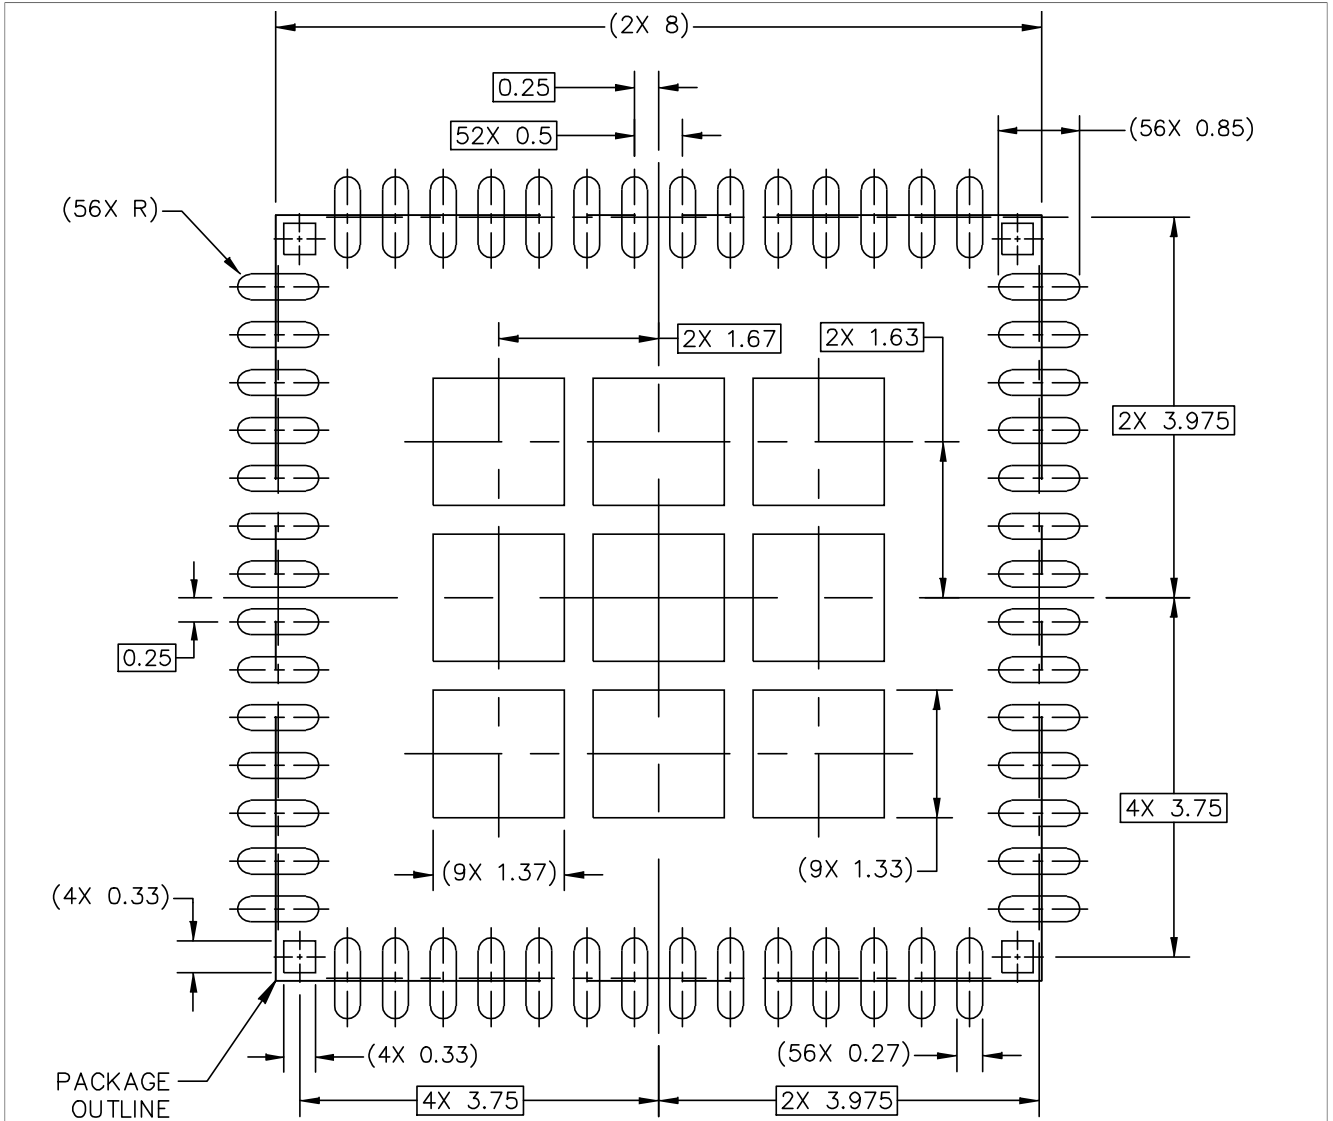 (2X 8)
0.25
52X 0.5
(56X 0.85)
(56X R)
2X 1.67
2X 1.63
2X 3.975
0.25
4X 3.75
(9X 1.37)
(9X 1.33)
(4X 0.33)
(4X 0.33)
(56X 0.27)
PACKAGE
OUTLINE
4X 3.75
2X 3.975